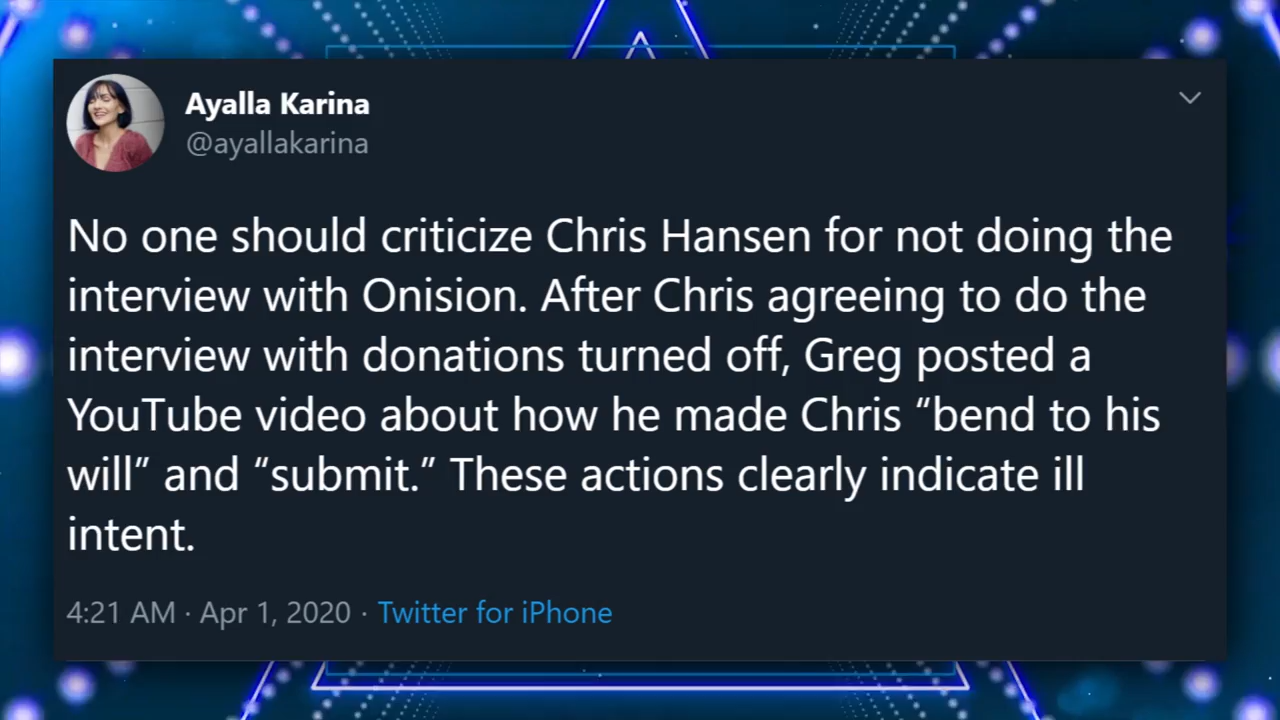 Ayalla Karina
@ayallakarina
No one should criticize Chris Hansen for not doing the
interview with Onision. After Chris agreeing to do the
interview with donations turned off, Greg posted a
YouTube video about how he made Chris “bend to his
will” and “submit.” These actions clearly indicate ill
intent.
4:21 AM · Apr 1, 2020 · Twitter for iPhone